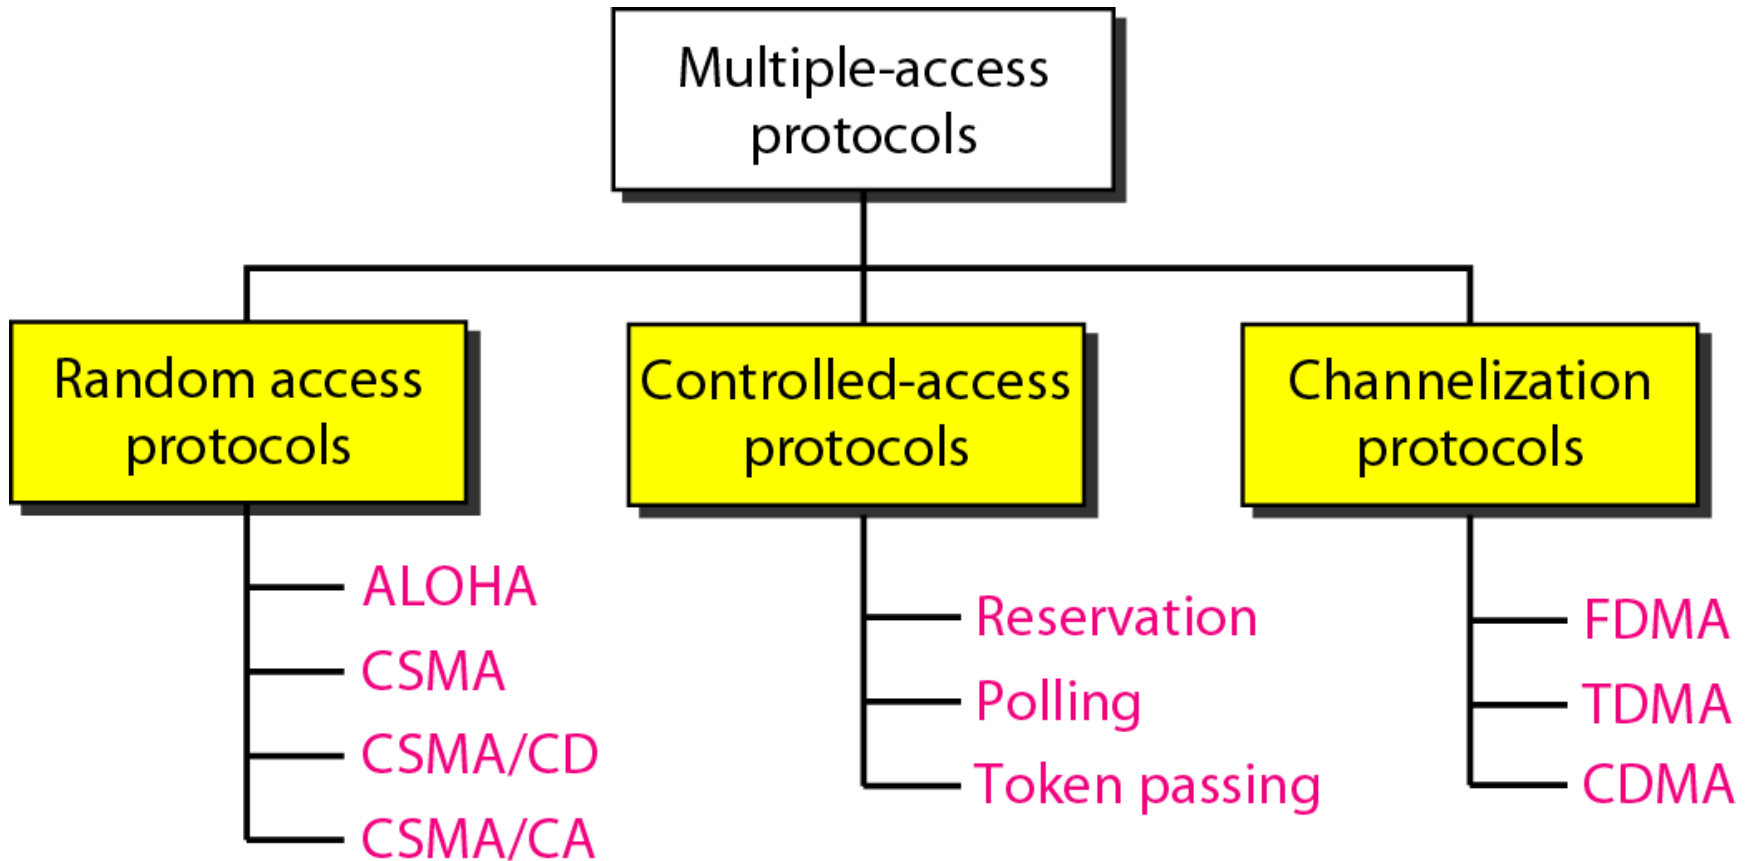 Multiple-access
protocols
Random access
protocols
Controlled-access
protocols
Channelization
protocols
ALOHA
CSMA
CSMA/CD
CSMA/CA
Reservation
Polling
Token passing
FDMA
TDMA
CDMA